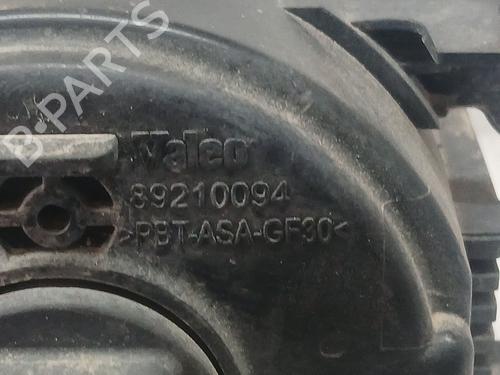 B-PARTS
Valeo
89210094
>PBT-ASA-GF30<